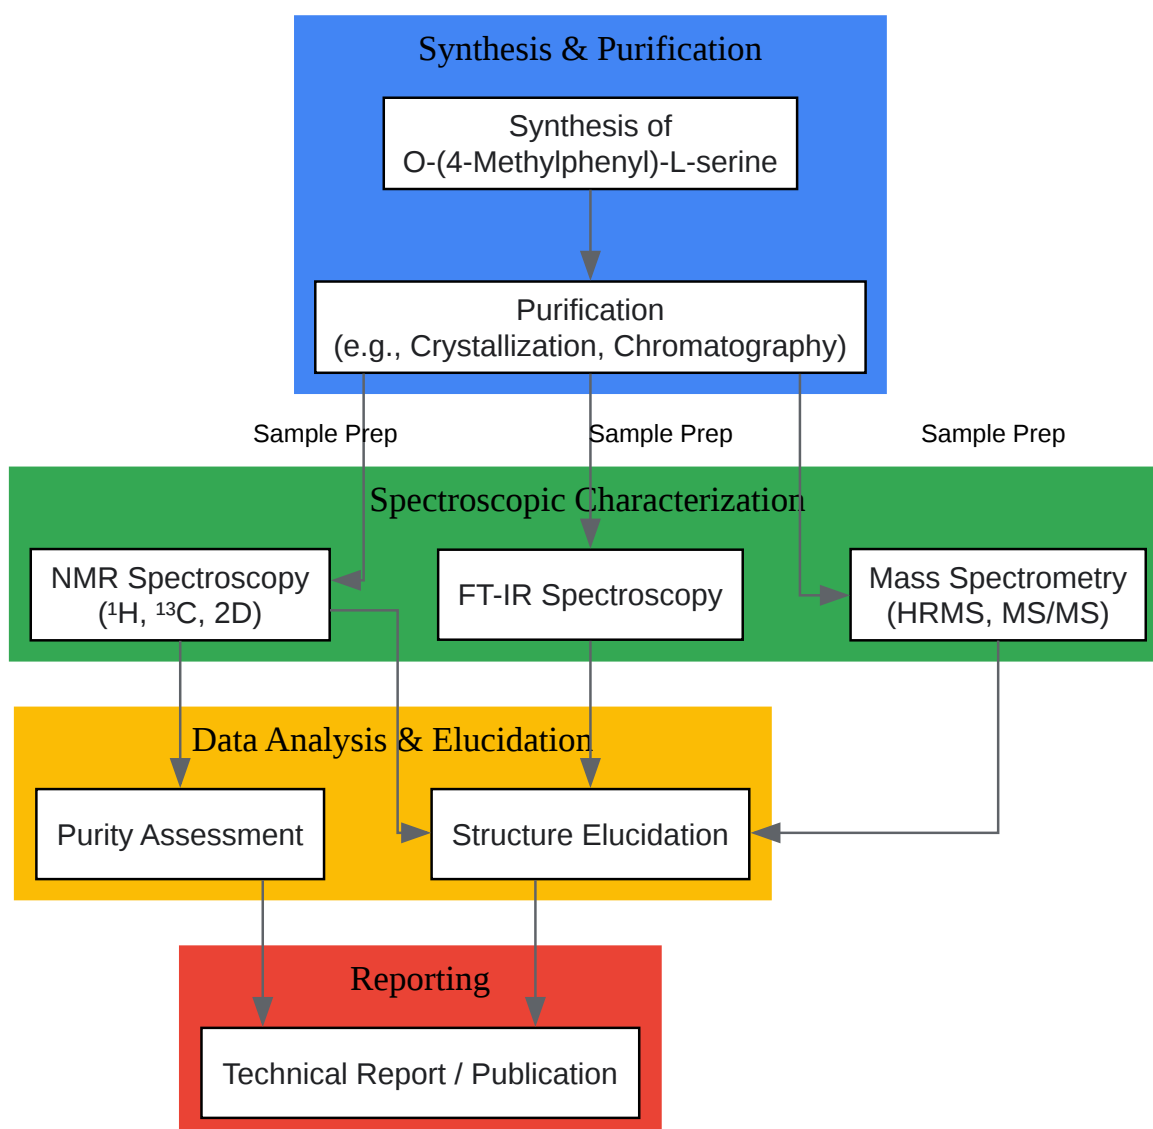 Synthesis & Purification
Synthesis of
O-(4-Methylphenyl)-L-serine
Purification
(e.g., Crystallization, Chromatography)
Sample Prep
Sample Prep
Sample Prep
Spectroscopic Characterization
NMR Spectroscopy
(¹H, ¹³C, 2D)
FT-IR Spectroscopy
Mass Spectrometry
(HRMS, MS/MS)
Data Analysis & Elucidation
Purity Assessment
Structure Elucidation
Reporting
Technical Report / Publication